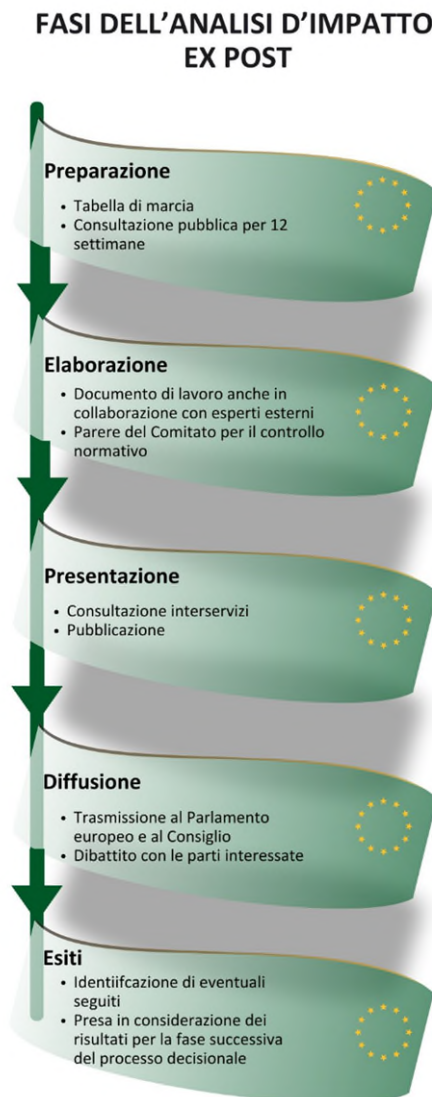 FASI DELL'ANALISI D'IMPATTO
EX POST
Preparazione
• Tabella di marcia
• Consultazione pubblica per 12
settimane
Elaborazione
• Documento di lavoro anche in
collaborazione con esperti esterni
• Parere del Comitato per il controllo
normativo
Presentazione
• Consultazione interservizi
• Pubblicazione
Diffusione
• Trasmissione al Parlamento
europeo e al Consiglio
• Dibattito con le parti interessate
Esiti
• Identiifcazione di eventuali
seguiti
• Presa in considerazione dei
risultati per la fase successiva
del processo decisionale